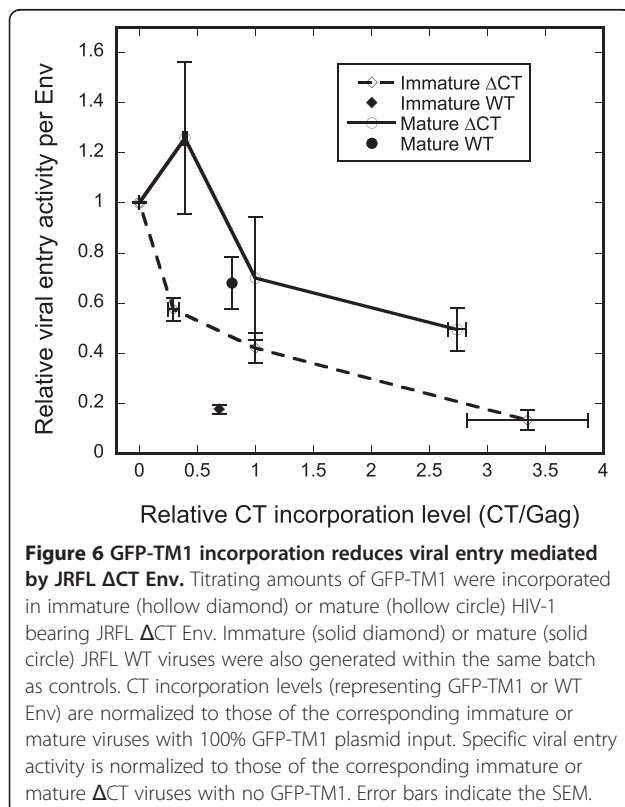 1.6
1.4
1.2
1
0.8
0.6
0.4
0.2
0
Relative viral entry activity per Env
Immature ΔCT
Immature WT
Mature ΔCT
Mature WT
0 0.5 1 1.5 2 2.5 3 3.5 4
Relative CT incorporation level (CT/Gag)
Figure 6 GFP-TM1 incorporation reduces viral entry mediated
by JRFL ΔCT Env. Titrating amounts of GFP-TM1 were incorporated
in immature (hollow diamond) or mature (hollow circle) HIV-1
bearing JRFL ΔCT Env. Immature (solid diamond) or mature (solid
circle) JRFL WT viruses were also generated within the same batch
as controls. CT incorporation levels (representing GFP-TM1 or WT
Env) are normalized to those of the corresponding immature or
mature viruses with 100% GFP-TM1 plasmid input. Specific viral entry
activity is normalized to those of the corresponding immature or
mature ΔCT viruses with no GFP-TM1. Error bars indicate the SEM.